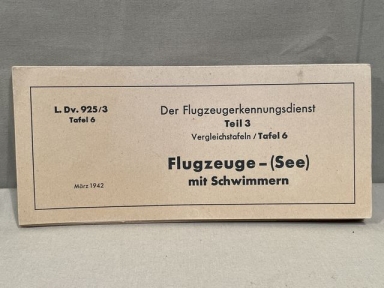 L. Dv. 925/3
Tafel 6
Der Flugzeugerkennungsdienst
Teil 3
Vergleichstafeln / Tafel 6
Flugzeuge – (See)
mit Schwimmern
März 1942